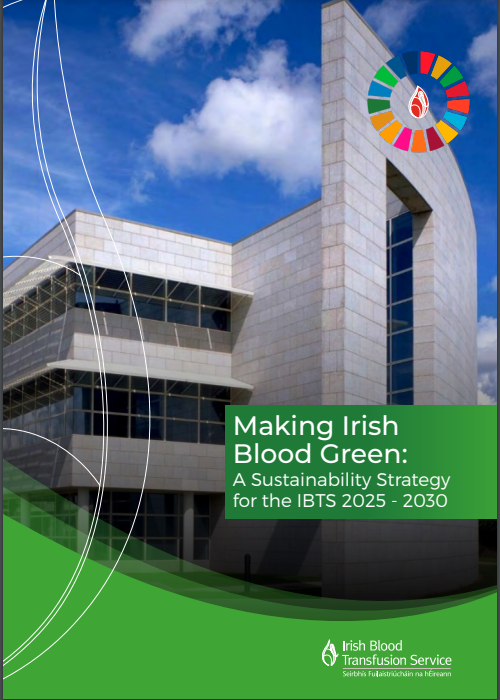 Making Irish
Blood Green:
A Sustainability Strategy
for the IBTS 2025 - 2030
Irish Blood
Transfusion Service
Seirbhís Fuilaistriúcháin na hÉireann